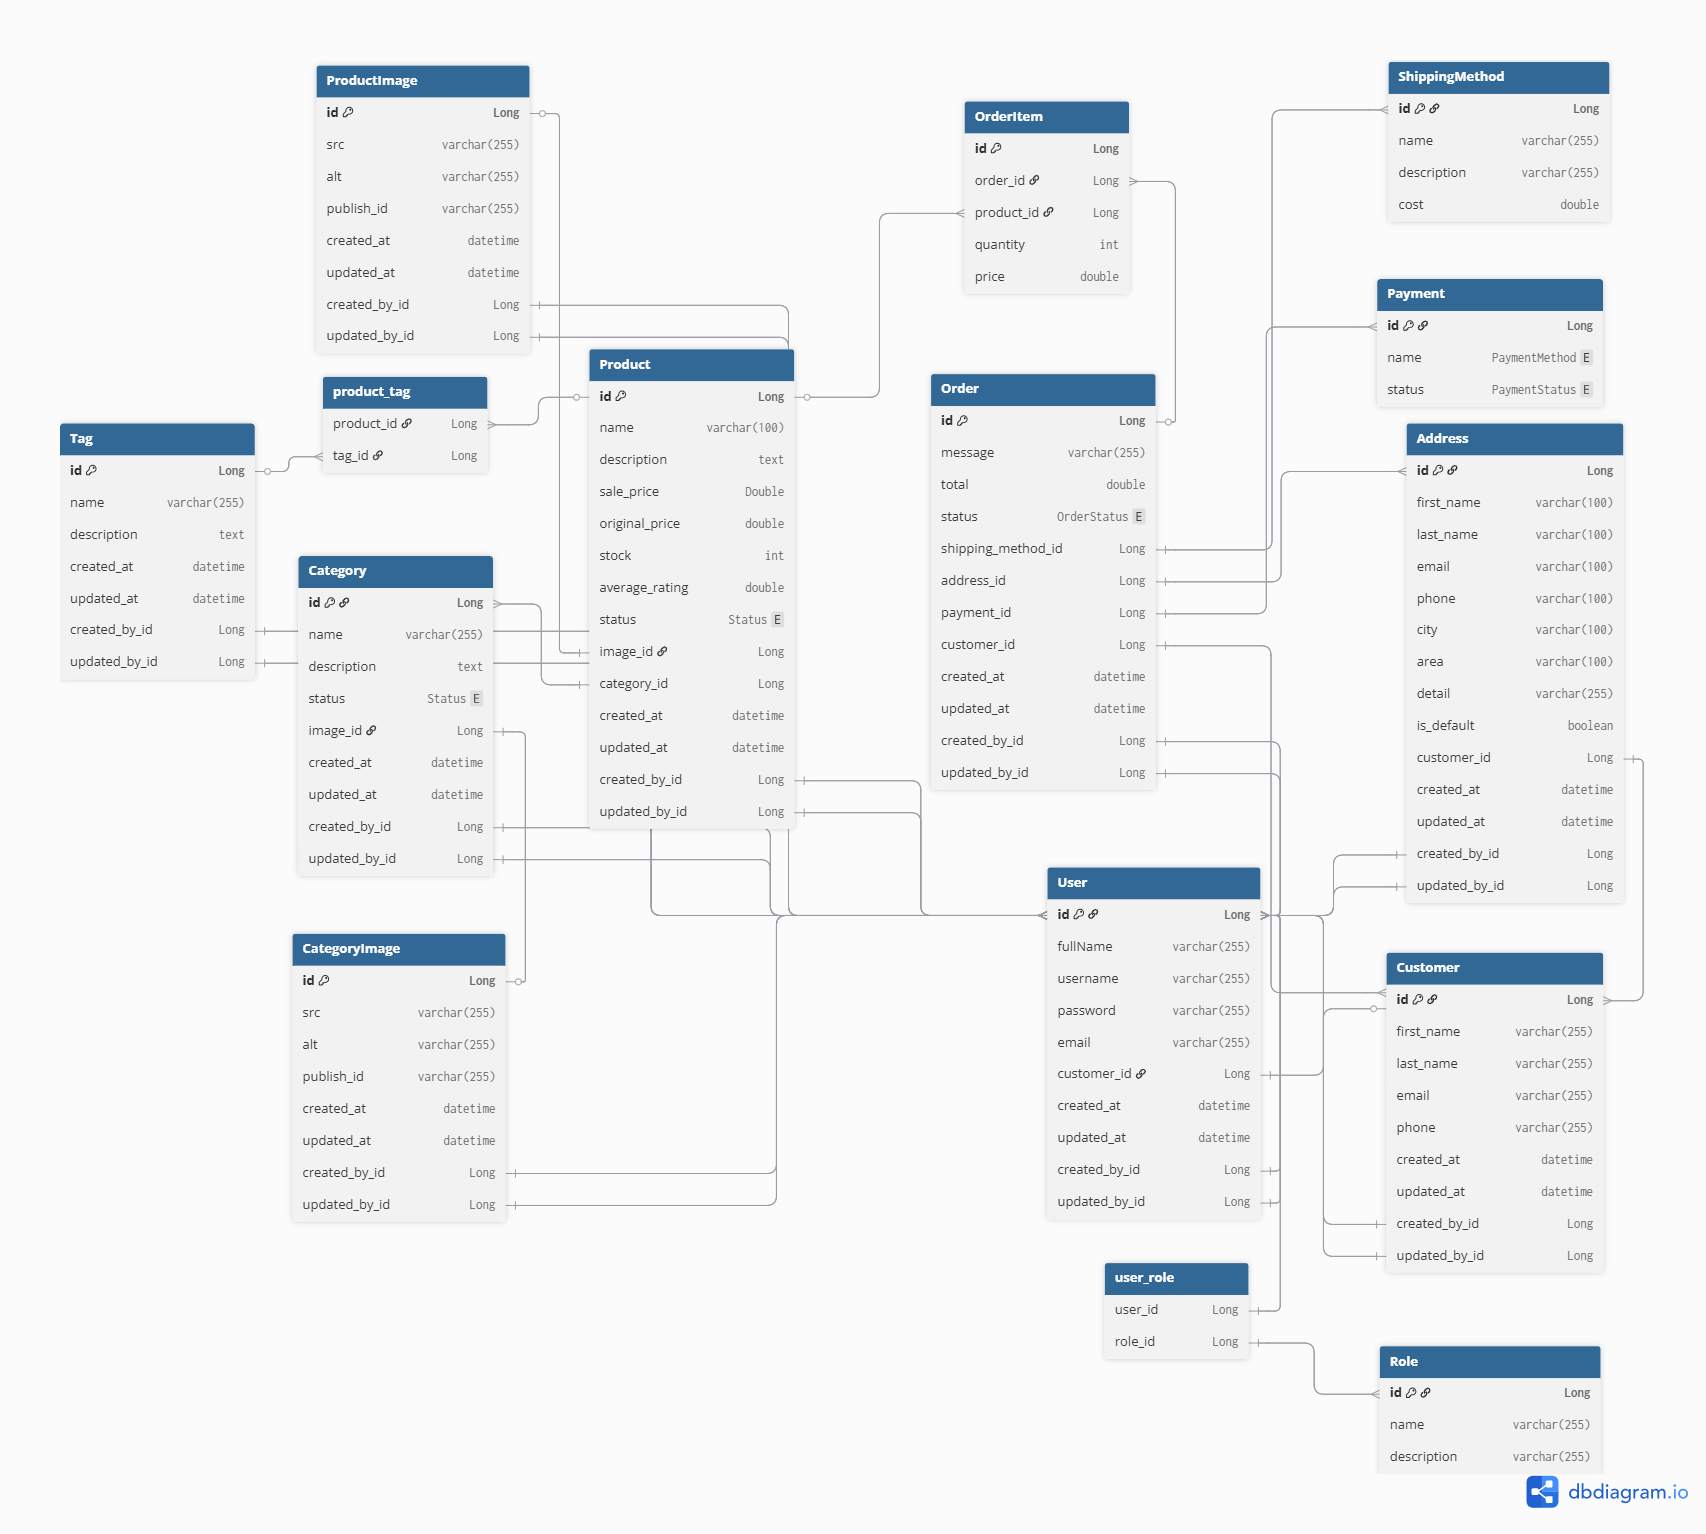 ProductImage
id Long
src varchar(255)
alt varchar(255)
publish_id varchar(255)
created_at datetime
updated_at datetime
created_by_id Long
updated_by_id Long
product_tag
product_id Long
tag_id Long
Tag
id Long
name varchar(255)
description text
created_at datetime
updated_at datetime
created_by_id Long
updated_by_id Long
Category
id Long
name varchar(255)
description text
status Status E
image_id Long
created_at datetime
updated_at datetime
created_by_id Long
updated_by_id Long
CategoryImage
id Long
src varchar(255)
alt varchar(255)
publish_id varchar(255)
created_at datetime
updated_at datetime
created_by_id Long
updated_by_id Long
Product
id Long
name varchar(100)
description text
sale_price Double
original_price double
stock int
average_rating double
status Status E
image_id Long
category_id Long
created_at datetime
updated_at datetime
created_by_id Long
updated_by_id Long
OrderItem
id Long
order_id Long
product_id Long
quantity int
price double
Order
id Long
message varchar(255)
total double
status OrderStatus E
shipping_method_id Long
address_id Long
payment_id Long
customer_id Long
created_at datetime
updated_at datetime
created_by_id Long
updated_by_id Long
User
id Long
fullName varchar(255)
username varchar(255)
password varchar(255)
email varchar(255)
customer_id Long
created_at datetime
updated_at datetime
created_by_id Long
updated_by_id Long
user_role
user_id Long
role_id Long
ShippingMethod
id Long
name varchar(255)
description varchar(255)
cost double
Payment
id Long
name PaymentMethod E
status PaymentStatus E
Address
id Long
first_name varchar(100)
last_name varchar(100)
email varchar(100)
phone varchar(100)
city varchar(100)
area varchar(100)
detail varchar(255)
is_default boolean
customer_id Long
created_at datetime
updated_at datetime
created_by_id Long
updated_by_id Long
Customer
id Long
first_name varchar(255)
last_name varchar(255)
email varchar(255)
phone varchar(255)
created_at datetime
updated_at datetime
created_by_id Long
updated_by_id Long
Role
id Long
name varchar(255)
description varchar(255)
dbdiagram.io